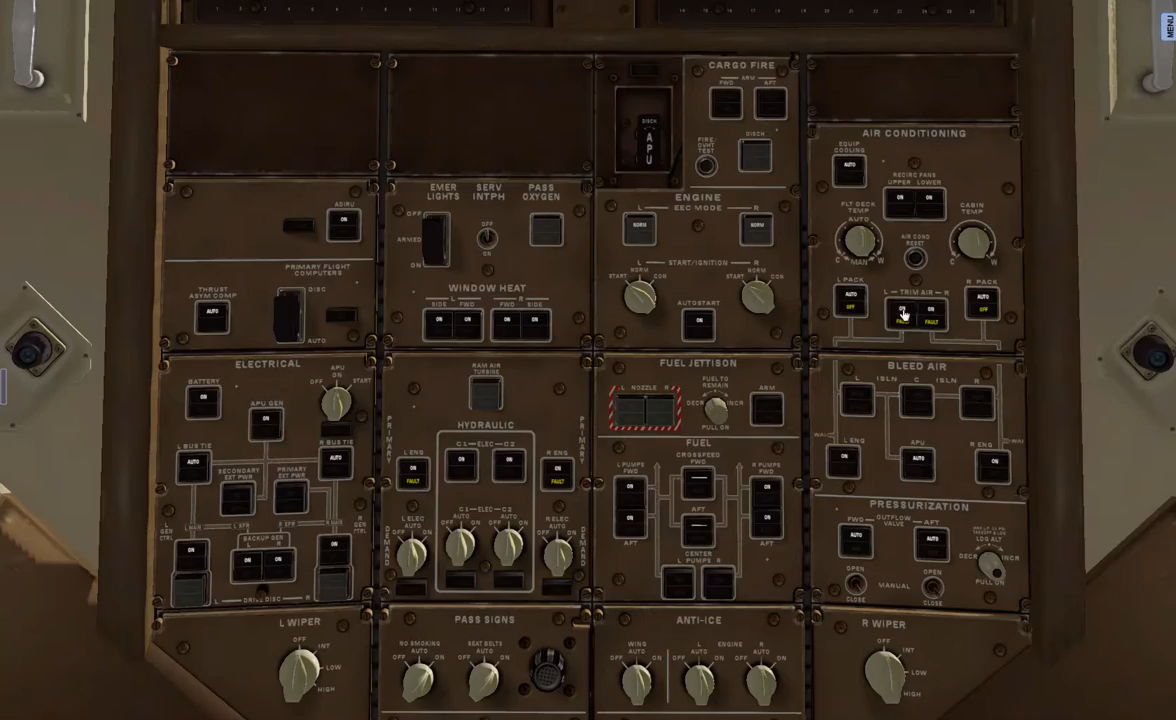 MENU
CARGO FIRE
ARM
FWD AFT
DISCH
APU
FIRE/
OVHT
TEST
DISCH
AIR CONDITIONING
EQUIP
COOLING
AUTO
RECIRC FANS
UPPER LOWER
ON ON
FLT DECK
TEMP
AUTO
C MAN W
AIR COND
RESET
CABIN
TEMP
C W
L PACK
AUTO
OFF
L TRIM AIR R
ON ON
FAULT
R PACK
AUTO
OFF
ADIRU
ON
EMER
LIGHTS
OFF
ARMED
ON
SERV
INTPH
OFF
ON
PASS
OXYGEN
ENGINE
L EEC MODE R
NORM NORM
L START/IGNITION R
START NORM CON
START NORM CON
AUTOSTART
ON
PRIMARY FLIGHT
COMPUTERS
THRUST
ASYM COMP
AUTO
DISC
AUTO
WINDOW HEAT
L R
SIDE FWD FWD SIDE
ON ON ON ON
ELECTRICAL
BATTERY
ON
APU
OFF ON START
APU GEN
ON
L BUS TIE
AUTO
R BUS TIE
AUTO
SECONDARY
EXT PWR
PRIMARY
EXT PWR
L MAIN L XFR R XFR R MAIN
L
GEN
CTRL
R
GEN
CTRL
ON
BACKUP GEN
ON ON
ON
L DRIVE DISC R
RAM AIR
TURBINE
HYDRAULIC
PRIMARY
PRIMARY
L ENG
ON
FAULT
C1 ELEC C2
ON ON
R ENG
ON
FAULT
C1 ELEC C2
AUTO AUTO
OFF ON OFF ON
DEMAND
DEMAND
L ELEC
AUTO
OFF ON
R ELEC
AUTO
OFF ON
FUEL JETTISON
L NOZZLE R
FUEL TO
REMAIN
DECR INCR
PULL ON
ARM
FUEL
L PUMPS
FWD
ON
ON
AFT
CROSSFEED
FWD
AFT
R PUMPS
FWD
ON
ON
AFT
CENTER
L PUMPS R
BLEED AIR
L ISLN C ISLN R
WAI WAI
L ENG
ON
APU
AUTO
R ENG
ON
PRESSURIZATION
OUTFLOW
VALVE
FWD AFT
AUTO AUTO
LDG ALT
DECR INCR
PULL ON
OPEN
CLOSE
MANUAL
OPEN
CLOSE
L WIPER
OFF
INT
LOW
HIGH
PASS SIGNS
NO SMOKING
AUTO
OFF ON
SEAT BELTS
AUTO
OFF ON
ANTI-ICE
WING
AUTO
OFF ON
L ENGINE R
AUTO AUTO
OFF ON OFF ON
R WIPER
OFF
INT
LOW
HIGH